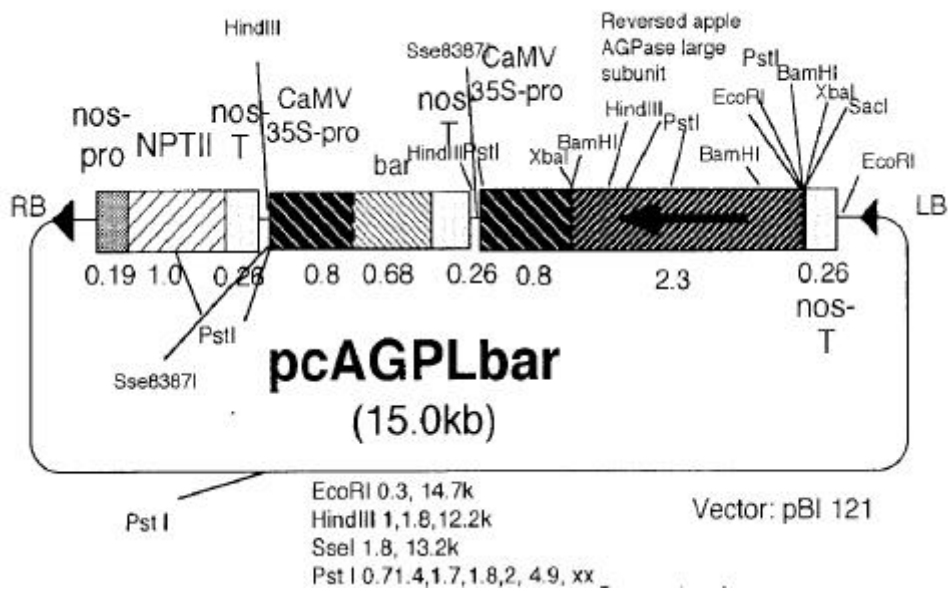 HindIII
Sse8387I
CaMV
35S-pro
Reversed apple
AGPase large
subunit
PstI
BamHI
XbaI
SacI
EcoRI
nos-
pro
NPTII
nos-
T
CaMV
35S-pro
bar
nos-
T
HindIII
PstI
XbaI
BamHI
HindIII
PstI
BamHI
EcoRI
RB
LB
0.19 1.0 0.26 0.8 0.68 0.26 0.8 2.3 0.26
nos-
T
PstI
Sse8387I
pcAGPLbar
(15.0kb)
Pst I
EcoRI 0.3, 14.7k
HindIII 1,1.8,12.2k
SseI 1.8, 13.2k
Pst I 0.71.4,1.7,1.8,2, 4.9, xx
Vector: pBI 121